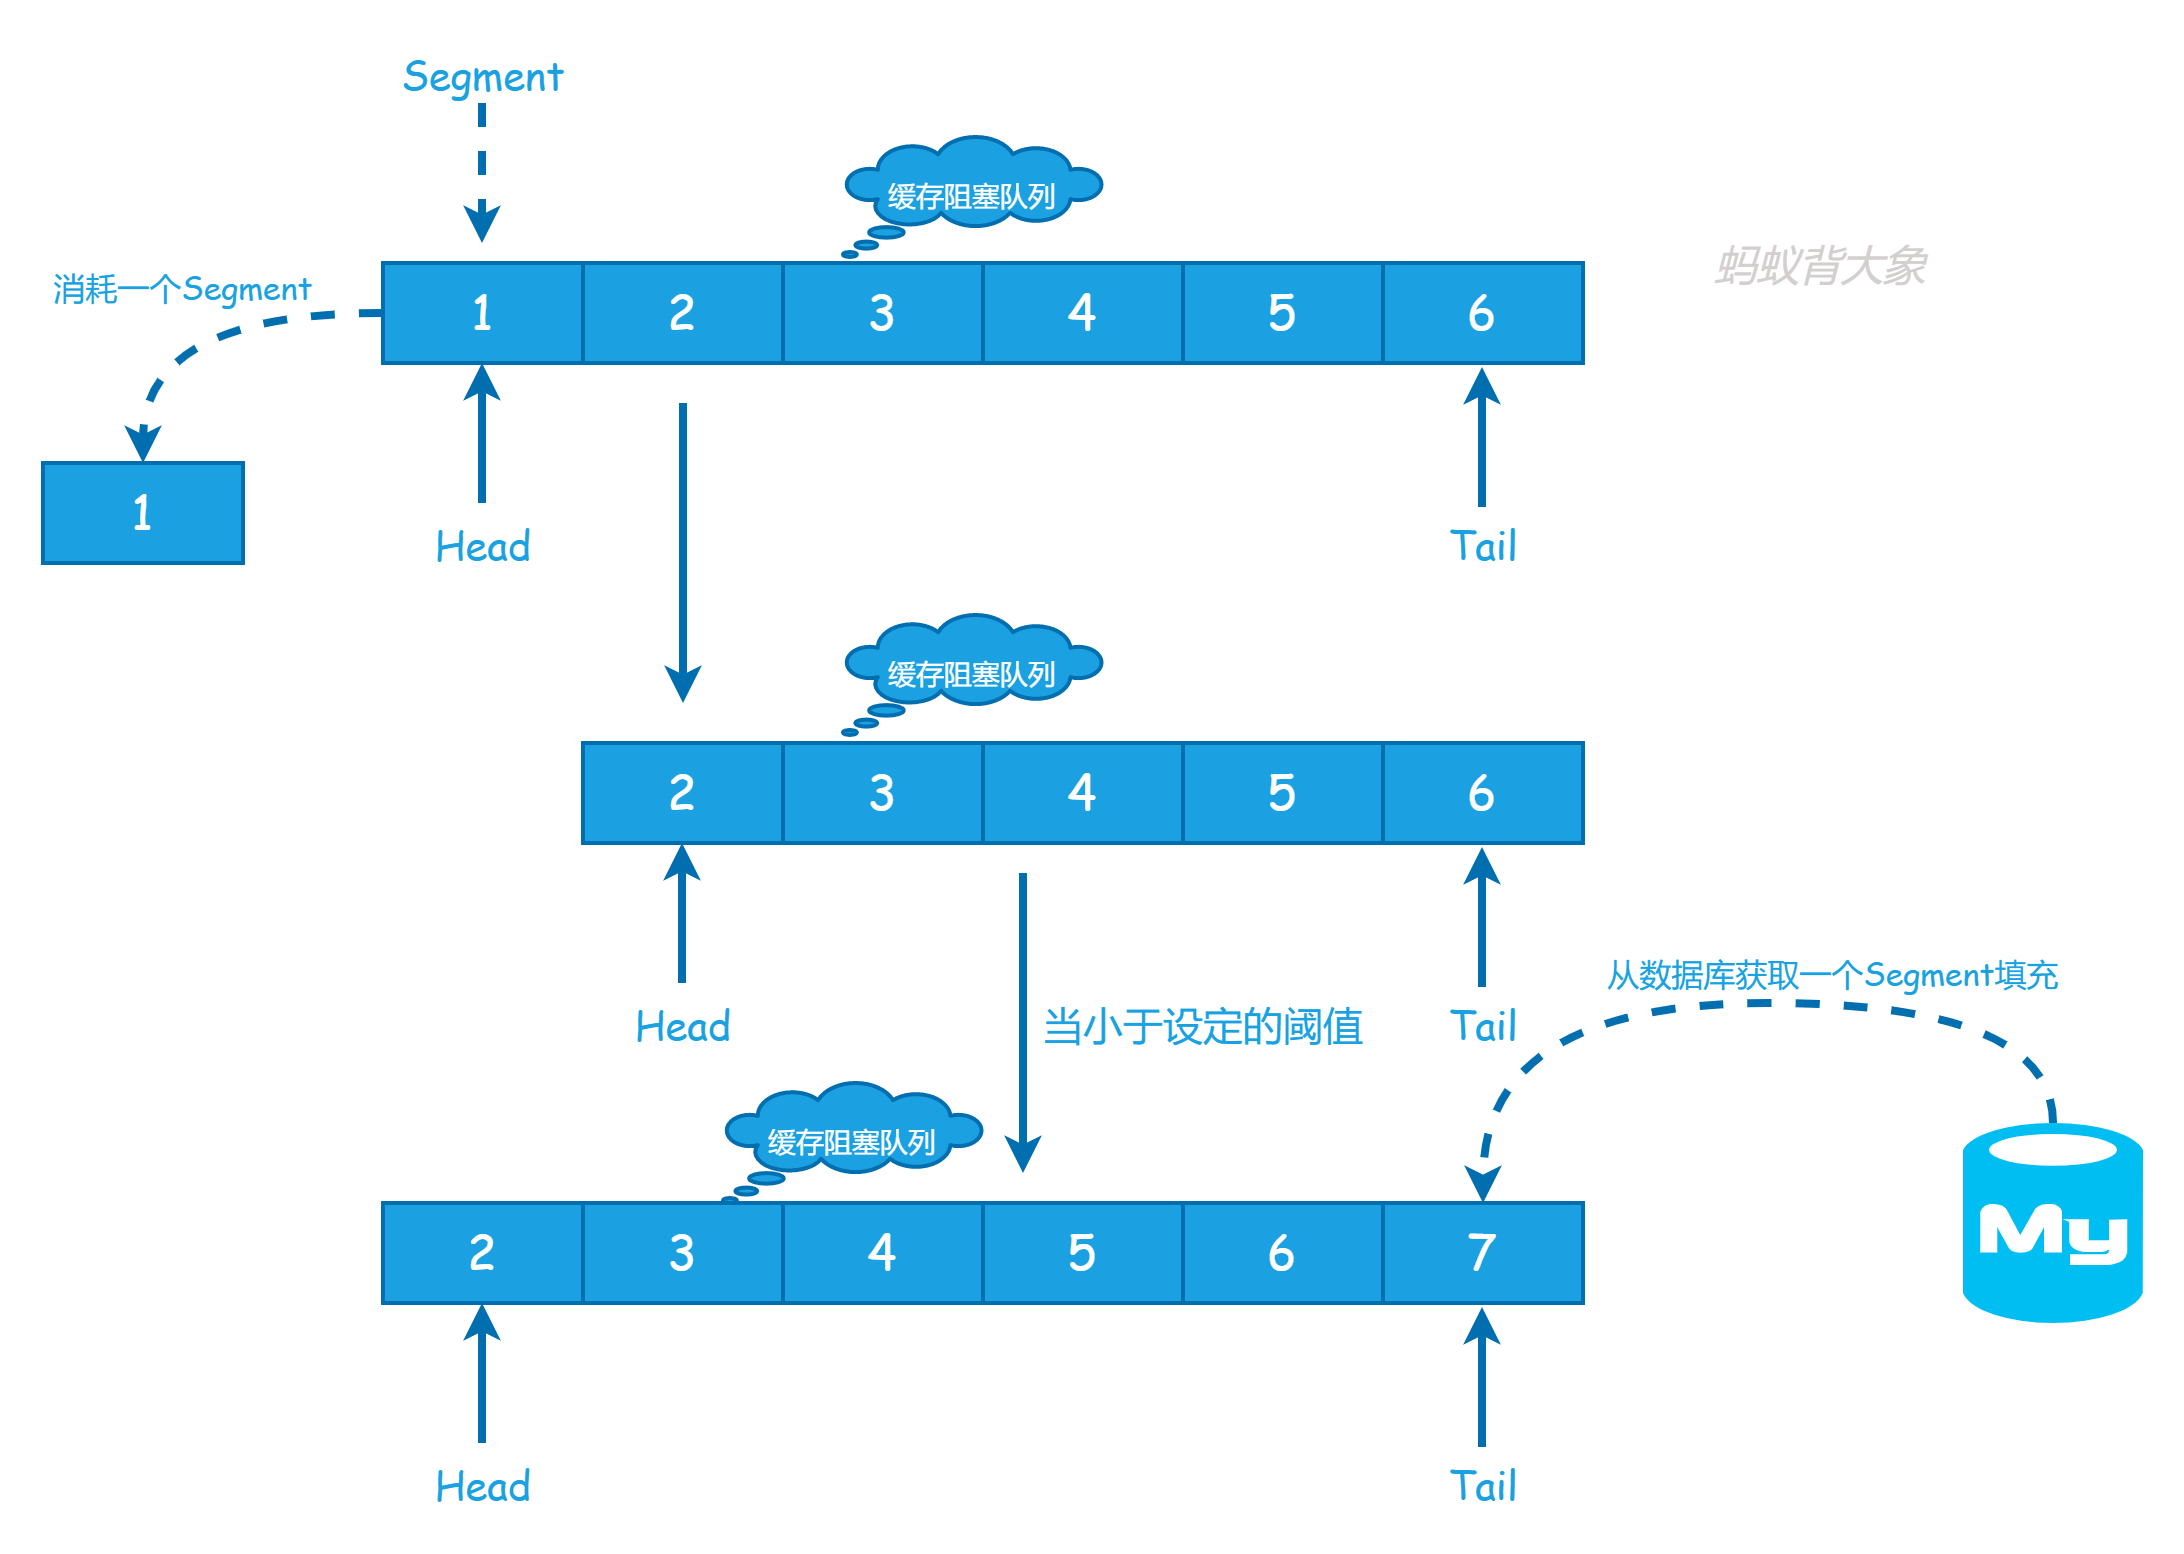 Segment
缓存阻塞队列
蚂蚁背大象
消耗一个Segment
1 2 3 4 5 6
1
Head
Tail
缓存阻塞队列
2 3 4 5 6
从数据库获取一个Segment填充
Head
当小于设定的阈值
Tail
缓存阻塞队列
My
2 3 4 5 6 7
Head
Tail